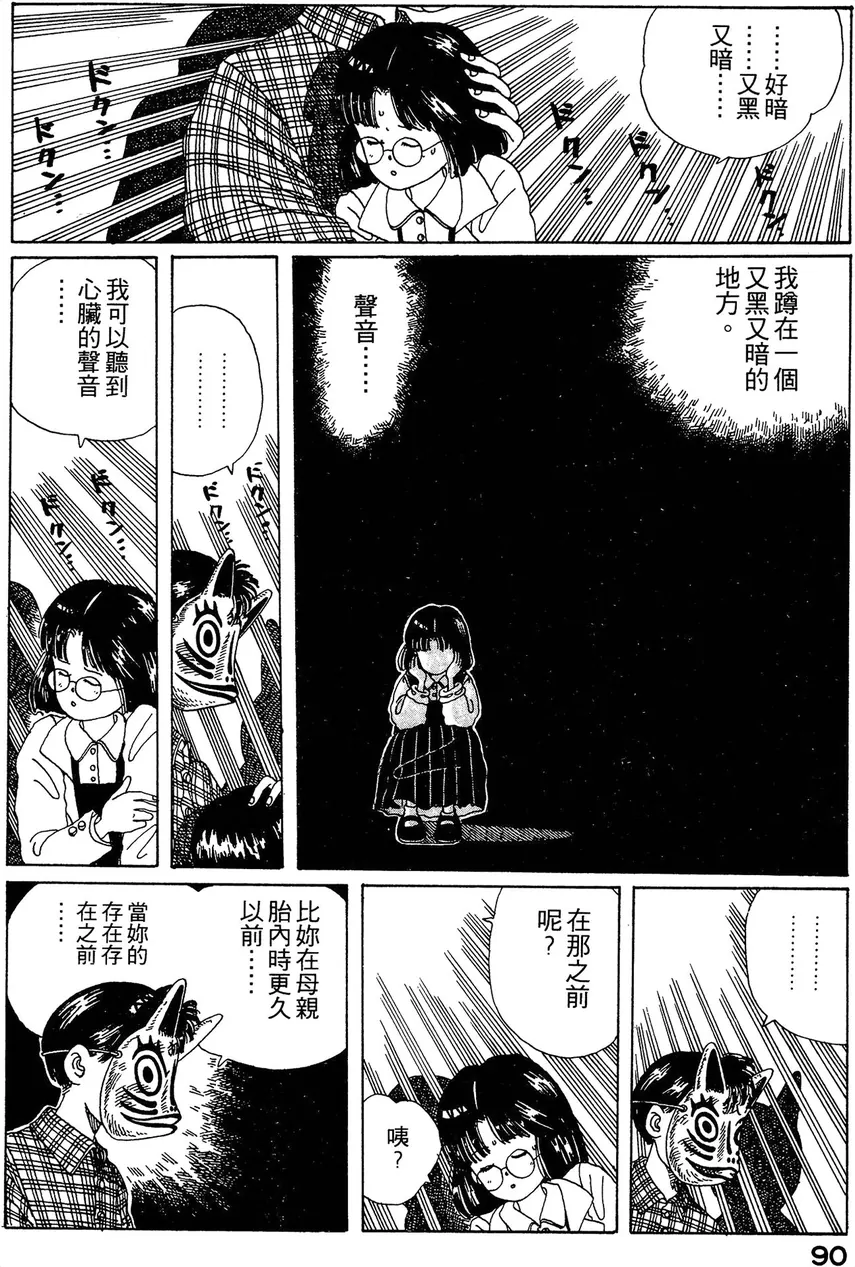 ……好暗
……又黑
又暗……
ドクン…
ドクン…
ドクン…
ドクン…
ドクン…
我蹲在一個
又黑又暗的
地方。
聲音……
…………
ドクン…
ドクン…
我可以聽到
心臟的聲音
……
ドクン…
ドクン…
…………
在那之前
呢?
咦?
比妳在母親
胎內時更久
以前……
當妳的
存在存
在之前
……
90